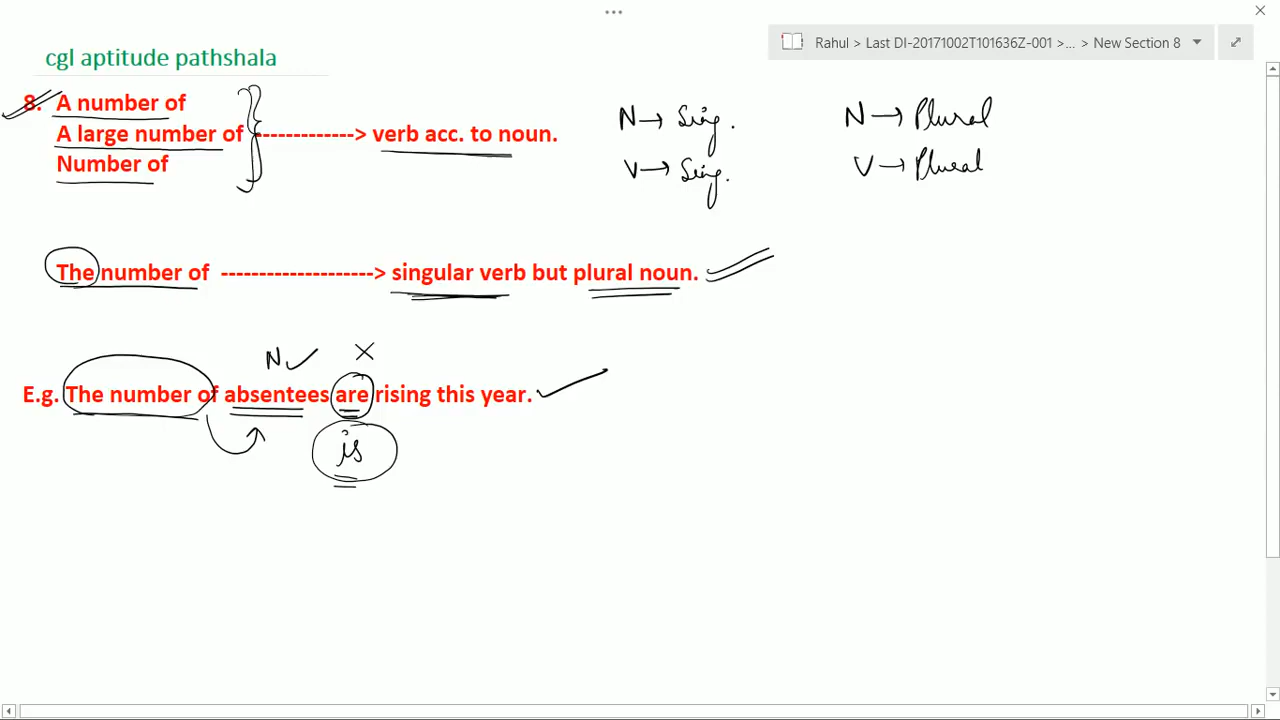 Rahul > Last DI-20171002T101636Z-001 >... > New Section 8
cgl aptitude pathshala
8. A number of
A large number of ------------> verb acc. to noun.
Number of
N → Sing.
V → Sing.
N → Plural
V → Plural
The number of --------------------> singular verb but plural noun.
N
E.g. The number of absentees are rising this year.
is